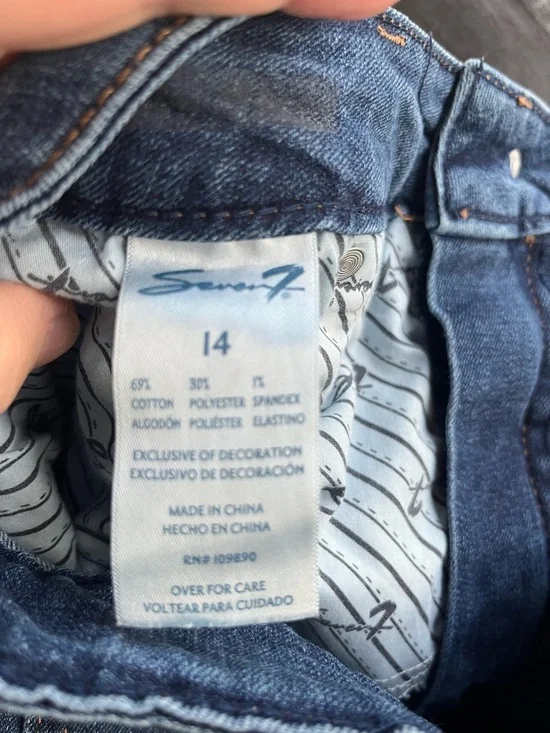 Seven7
14
69% 30% 1%
COTTON POLYESTER SPANDEX
ALGODÓN POLIÉSTER ELASTINO
EXCLUSIVE OF DECORATION
EXCLUSIVO DE DECORACIÓN
MADE IN CHINA
HECHO EN CHINA
RN# 109890
OVER FOR CARE
VOLTEAR PARA CUIDADO
Seven7